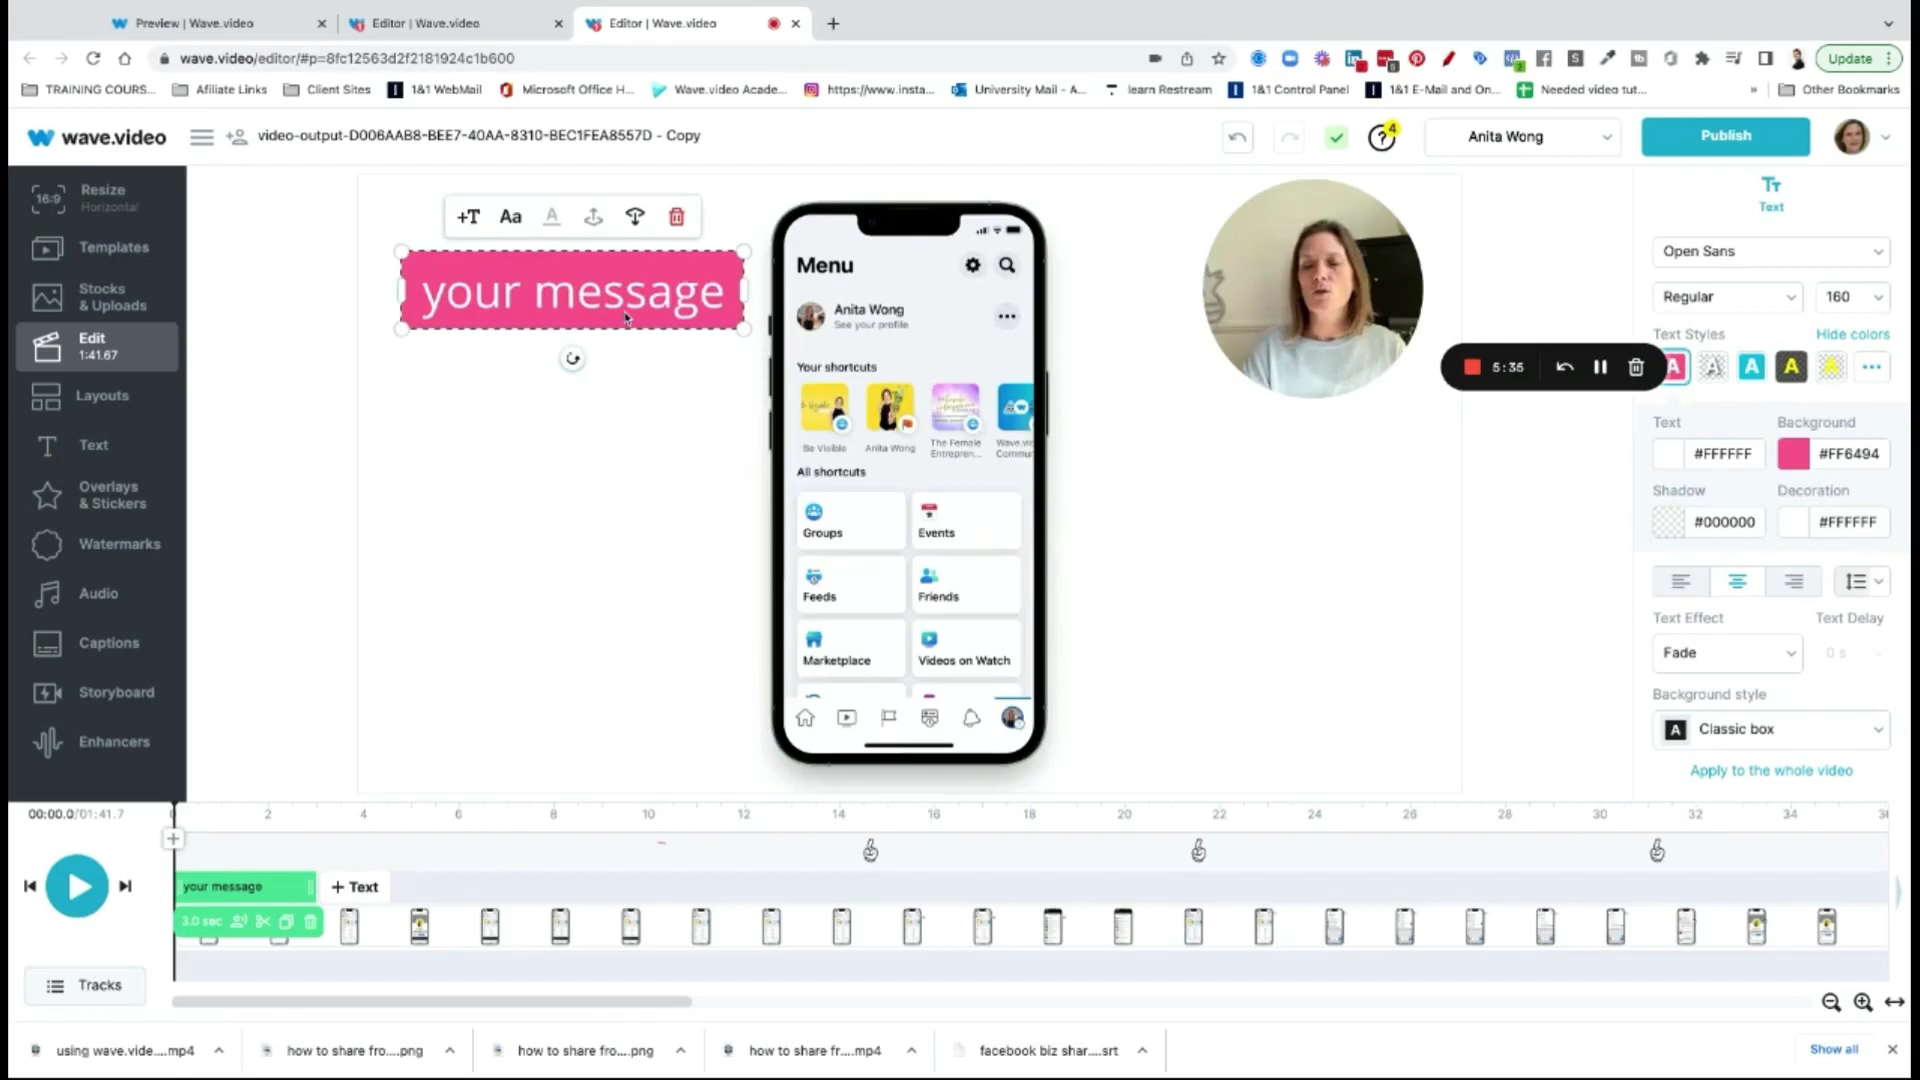 Preview | Wave.video
Editor | Wave.video
Editor | Wave.video
wave.video/editor/#p=8fc12563d2f2181924c1b600
Update
TRAINING COURS...
Afiliate Links
Client Sites
1&1 WebMail
Microsoft Office H...
Wave.video Acade...
https://www.insta...
University Mail - A...
learn Restream
1&1 Control Panel
1&1 E-Mail and On...
Needed video tut...
»
Other Bookmarks
wave.video
video-output-D006AAB8-BEE7-40AA-8310-BEC1FEA8557D - Copy
4
Anita Wong
Publish
16:9
Resize
Horizontal
Templates
Stocks
& Uploads
Edit
1:41.67
Layouts
Text
Overlays
& Stickers
Watermarks
Audio
Captions
Storyboard
Enhancers
+T Aa A
your message
Menu
Anita Wong
See your profile
Your shortcuts
Be Visible
Anita Wong
The Female
Entrepren...
Wave.vic
Commur
All shortcuts
Groups
Events
Feeds
Friends
Marketplace
Videos on Watch
5:35
Tт
Text
Open Sans
Regular
160
Text Styles
Hide colors
A A A A A
Text
Background
#FFFFFF
#FF6494
Shadow
Decoration
#000000
#FFFFFF
Text Effect
Text Delay
Fade
0 s
Background style
A Classic box
Apply to the whole video
00:00.0/01:41.7
2 4 6 8 10 12 14 16 18 20 22 24 26 28 30 32 34
your message
+ Text
3.0 sec
Tracks
using wave.vide....mp4
how to share fro....png
how to share fro....png
how to share fr....mp4
facebook biz shar....srt
Show all